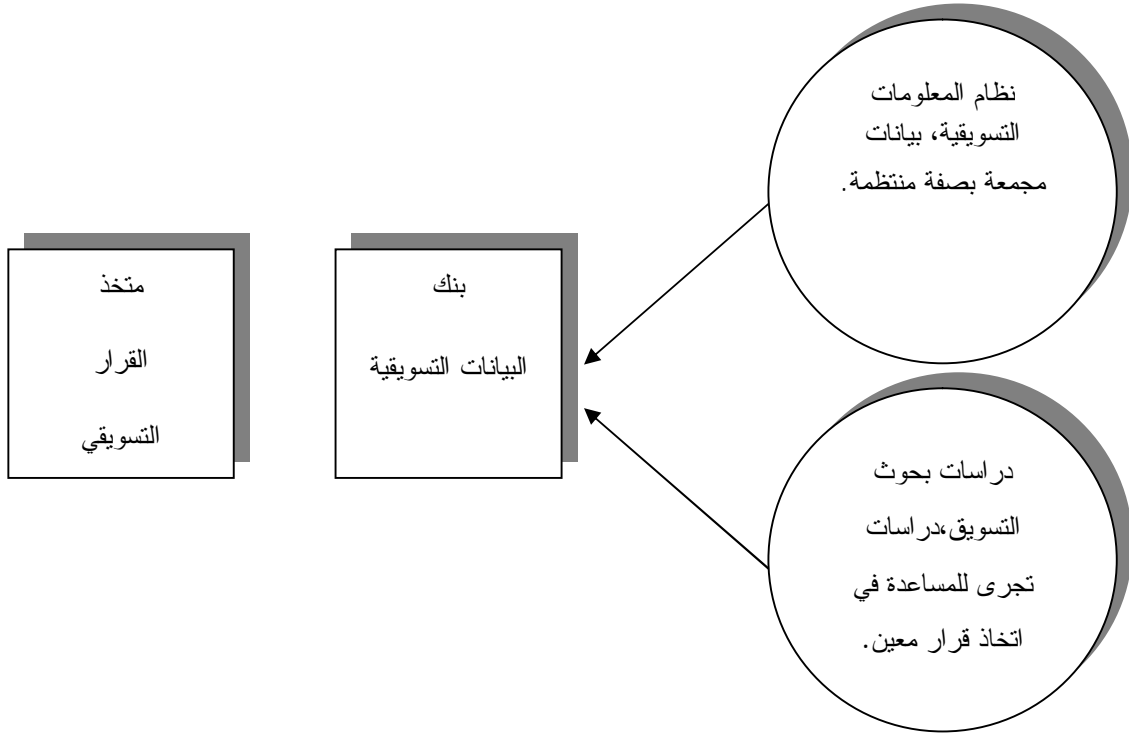 نظام المعلومات
التسويقية، بيانات
مجمعة بصفة منتظمة.
دراسات بحوث
التسويق،دراسات
تجرى للمساعدة في
اتخاذ قرار معين.
بنك
البيانات التسويقية
متخذ
القرار
التسويقي